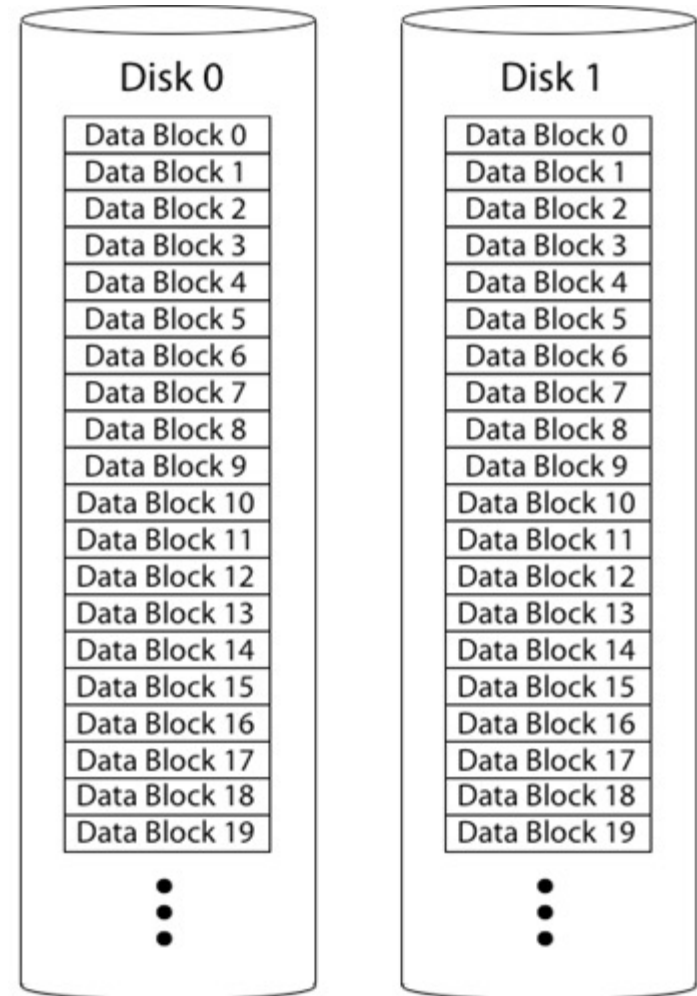 Disk 0
Data Block 0
Data Block 1
Data Block 2
Data Block 3
Data Block 4
Data Block 5
Data Block 6
Data Block 7
Data Block 8
Data Block 9
Data Block 10
Data Block 11
Data Block 12
Data Block 13
Data Block 14
Data Block 15
Data Block 16
Data Block 17
Data Block 18
Data Block 19
Disk 1
Data Block 0
Data Block 1
Data Block 2
Data Block 3
Data Block 4
Data Block 5
Data Block 6
Data Block 7
Data Block 8
Data Block 9
Data Block 10
Data Block 11
Data Block 12
Data Block 13
Data Block 14
Data Block 15
Data Block 16
Data Block 17
Data Block 18
Data Block 19